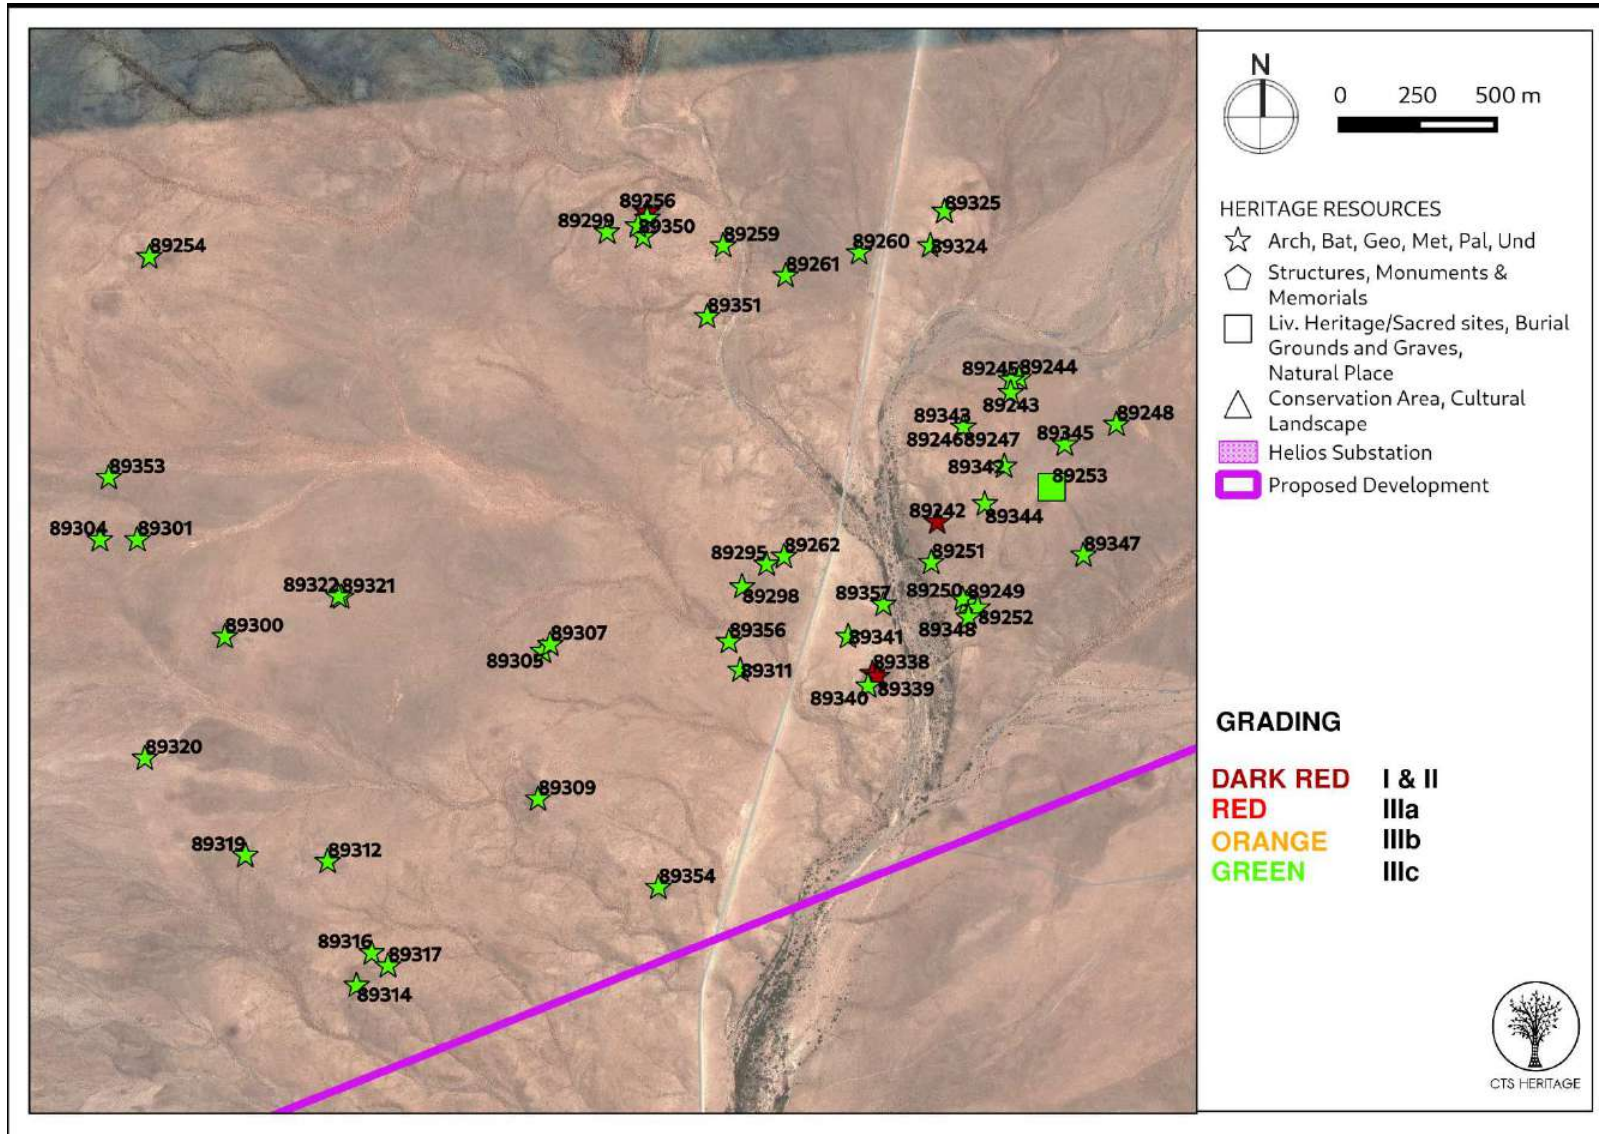 89256
89299
89350
89325
89259
89324
89254
89260
89261
89351
89245
89244
89243
89343
89248
89246
89247
89345
89342
89353
89253
89242
89344
89304
89301
89295
89262
89251
89347
89322
89321
89298
89357
89250
89249
89252
89300
89307
89305
89356
89341
89348
89311
89338
89339
89340
89320
89309
89319
89312
89354
89316
89317
89314
N
0 250 500 m
HERITAGE RESOURCES
Arch, Bat, Geo, Met, Pal, Und
Structures, Monuments &
Memorials
Liv. Heritage/Sacred sites, Burial
Grounds and Graves,
Natural Place
Conservation Area, Cultural
Landscape
Helios Substation
Proposed Development
GRADING
DARK RED I & II
RED IIIa
ORANGE IIIb
GREEN IIIc
CTS HERITAGE